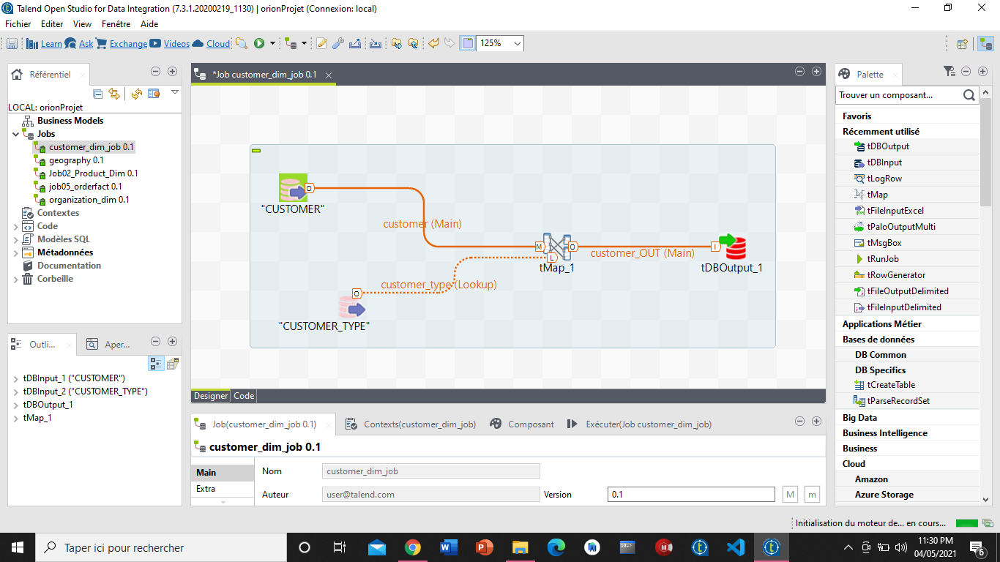 Talend Open Studio for Data Integration (7.3.1.20200219_1130) | orionProjet (Connexion: local)
Fichier Editer View Fenêtre Aide
Learn Ask Exchange Videos Cloud 125%
Référentiel
LOCAL: orionProjet
Business Models
Jobs
customer_dim_job 0.1
geography 0.1
Job02_Product_Dim 0.1
job05_orderfact 0.1
organization_dim 0.1
Contextes
Code
Modèles SQL
Métadonnées
Documentation
Corbeille
Outli... Aper...
tDBInput_1 ("CUSTOMER")
tDBInput_2 ("CUSTOMER_TYPE")
tDBOutput_1
tMap_1
*Job customer_dim_job 0.1
O
"CUSTOMER"
customer (Main)
M O
customer_OUT (Main)
I
L
tMap_1
tDBOutput_1
customer_type (Lookup)
O
"CUSTOMER_TYPE"
Designer Code
Job(customer_dim_job 0.1) Contexts(customer_dim_job) Composant Exécuter(Job customer_dim_job)
customer_dim_job 0.1
Main
Extra
Nom customer_dim_job
Auteur user@talend.com Version 0.1 M m
Palette
Trouver un composant...
Favoris
Récemment utilisé
tDBOutput
tDBInput
tLogRow
tMap
tFileInputExcel
tPaloOutputMulti
tMsgBox
tRunJob
tRowGenerator
tFileOutputDelimited
tFileInputDelimited
Applications Métier
Bases de données
DB Common
DB Specifics
tCreateTable
tParseRecordSet
Big Data
Business Intelligence
Business
Cloud
Amazon
Azure Storage
Initialisation du moteur de... en cours...
Taper ici pour rechercher
11:30 PM
04/05/2021
6